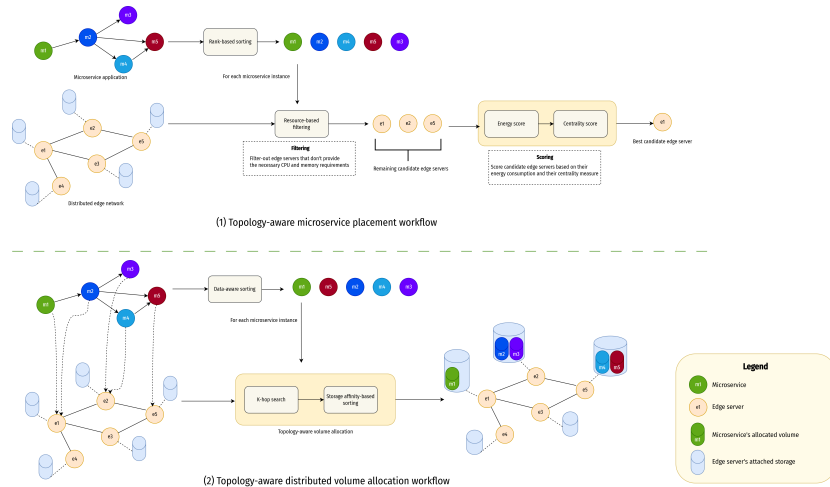 m3
m2
m5
m1
m4
Microservice application
Rank-based sorting
m1
m2
m4
m5
m3
For each microservice instance
e2
e5
e1
e3
e4
Distributed edge network
Resource-based
filtering
Filtering
Filter-out edge servers that don't provide
the necessary CPU and memory requirements
e1
e2
e5
Remaining candidate edge servers
Energy score
Centrality score
Scoring
Score candidate edge servers based on their
energy consumption and their centrality measure
e1
Best candidate edge server
(1) Topology-aware microservice placement workflow
m3
m2
m5
m1
m4
Data-aware sorting
m1
m5
m2
m4
m3
For each microservice instance
e2
e5
e1
e3
e4
K-hop search
Storage affinity-based
sorting
Topology-aware volume allocation
m1
m2
m3
m4
m5
e2
e5
e1
e3
e4
(2) Topology-aware distributed volume allocation workflow
Legend
m1
Microservice
e1
Edge server
m1
Microservice's allocated volume
Edge server's attached storage